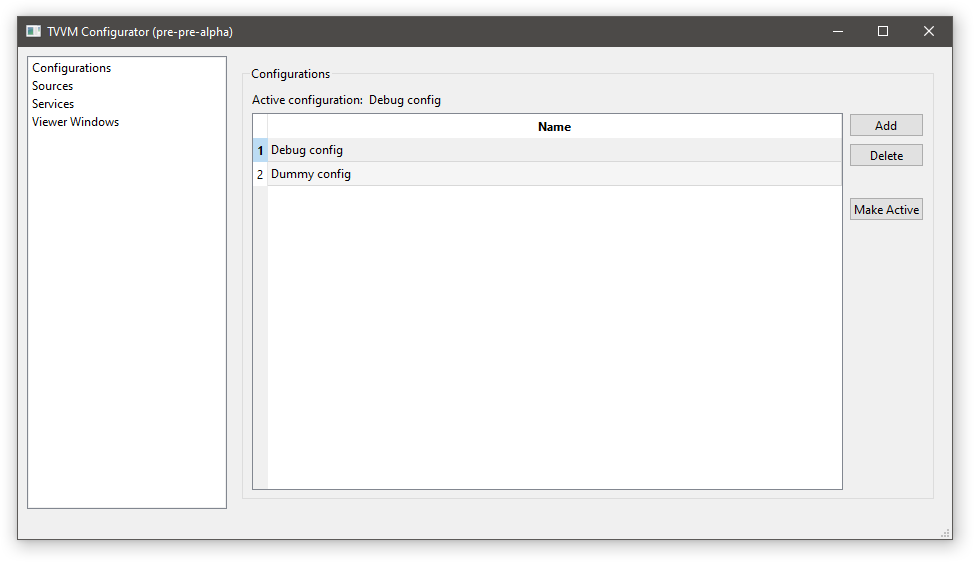 TVVM Configurator (pre-pre-alpha)
Configurations
Sources
Services
Viewer Windows
Configurations
Active configuration: Debug config
Name
1 Debug config
2 Dummy config
Add
Delete
Make Active